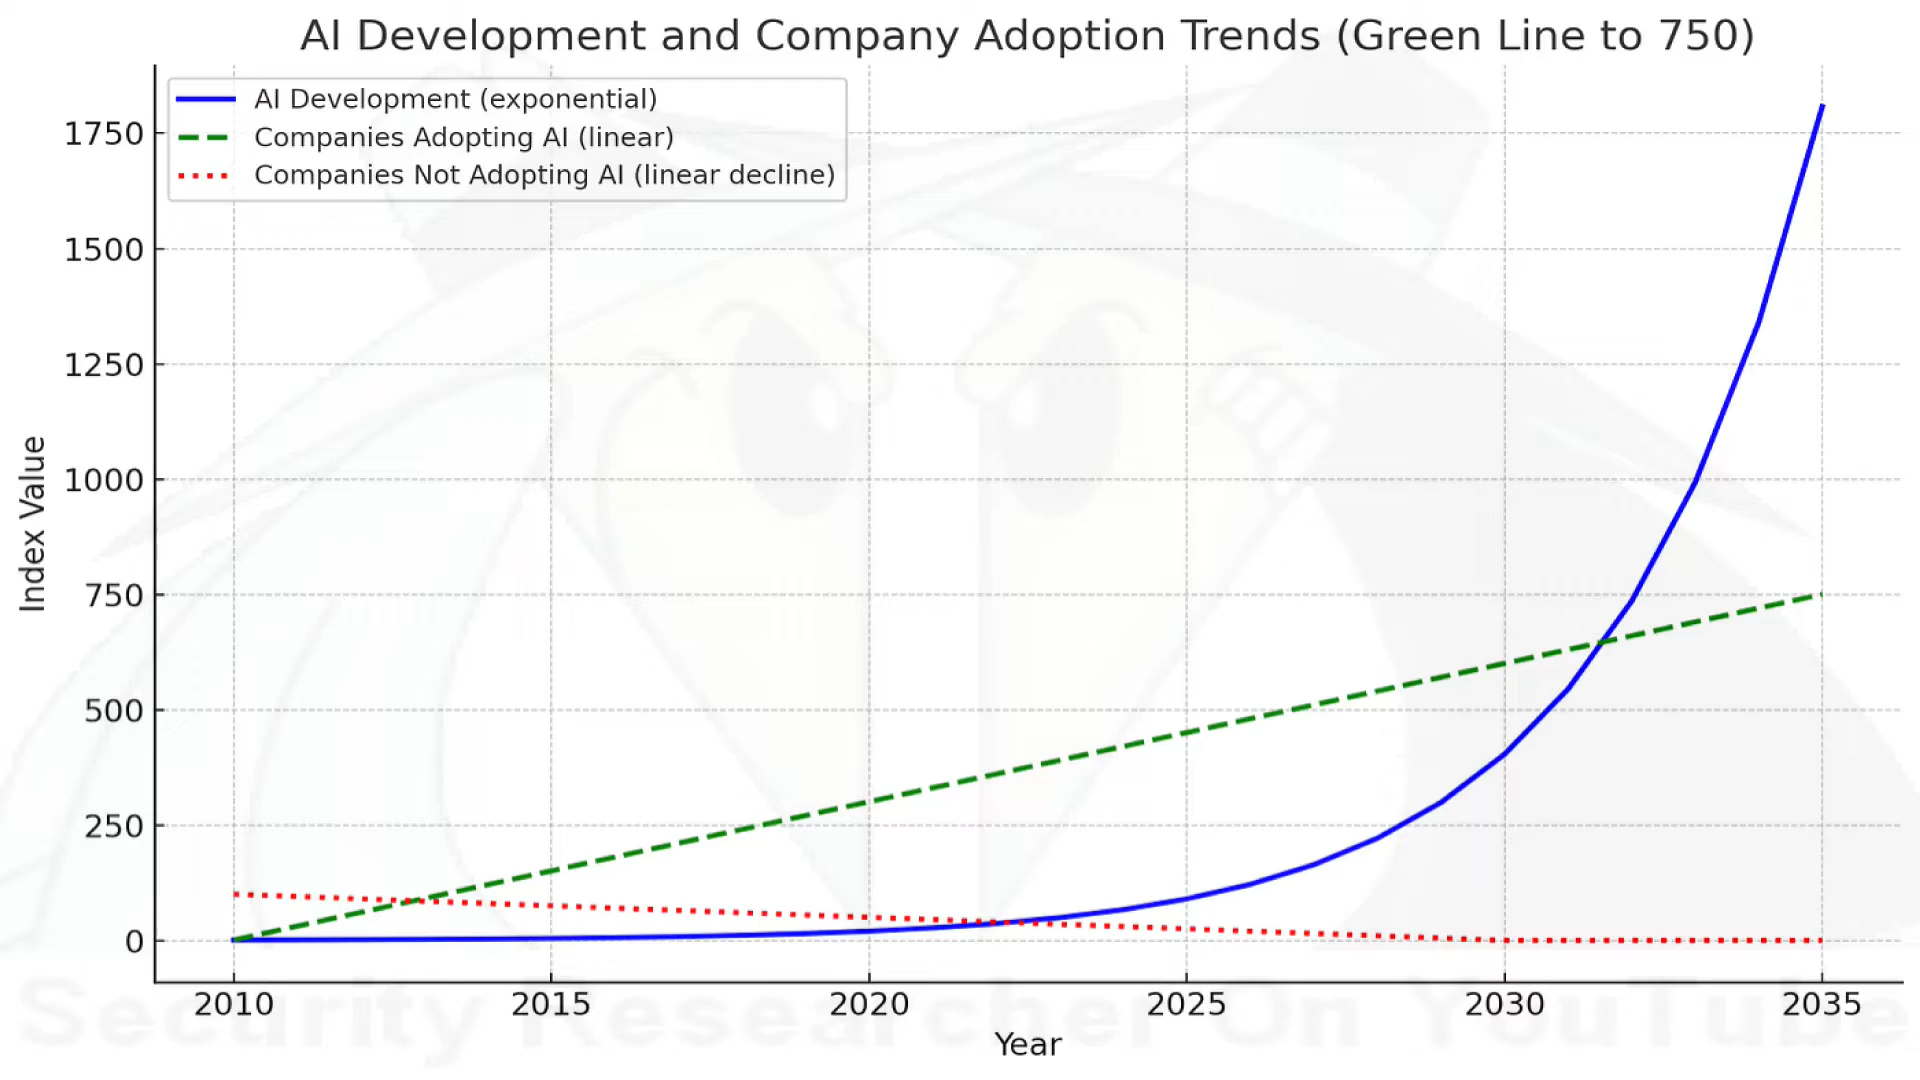 AI Development and Company Adoption Trends (Green Line to 750)
AI Development (exponential)
Companies Adopting AI (linear)
Companies Not Adopting AI (linear decline)
1750
1500
1250
1000
750
500
250
0
Index Value
2010
2015
2020
2025
2030
2035
Year
Security Researcher On YouTube